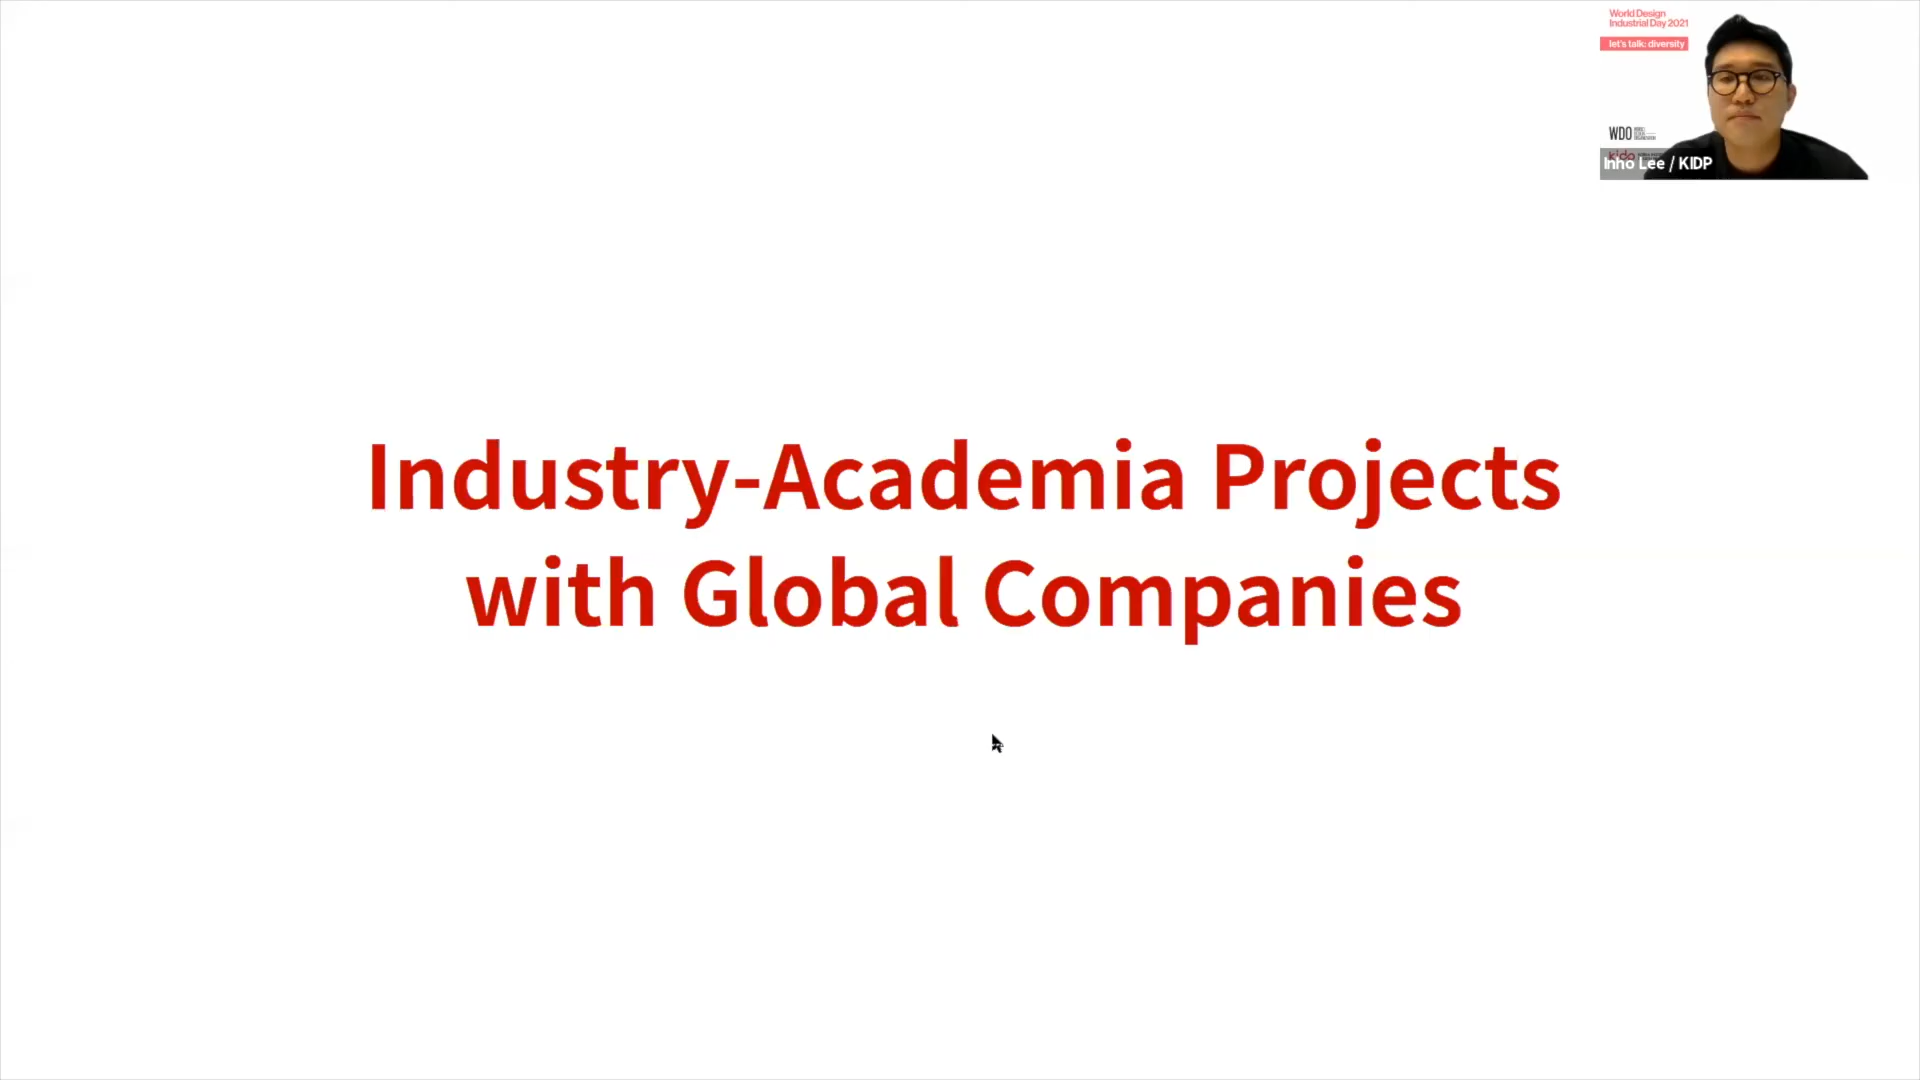 World Design
Industrial Day 2021
let's talk: diversity
WDO
Inho Lee / KIDP
Industry-Academia Projects
with Global Companies